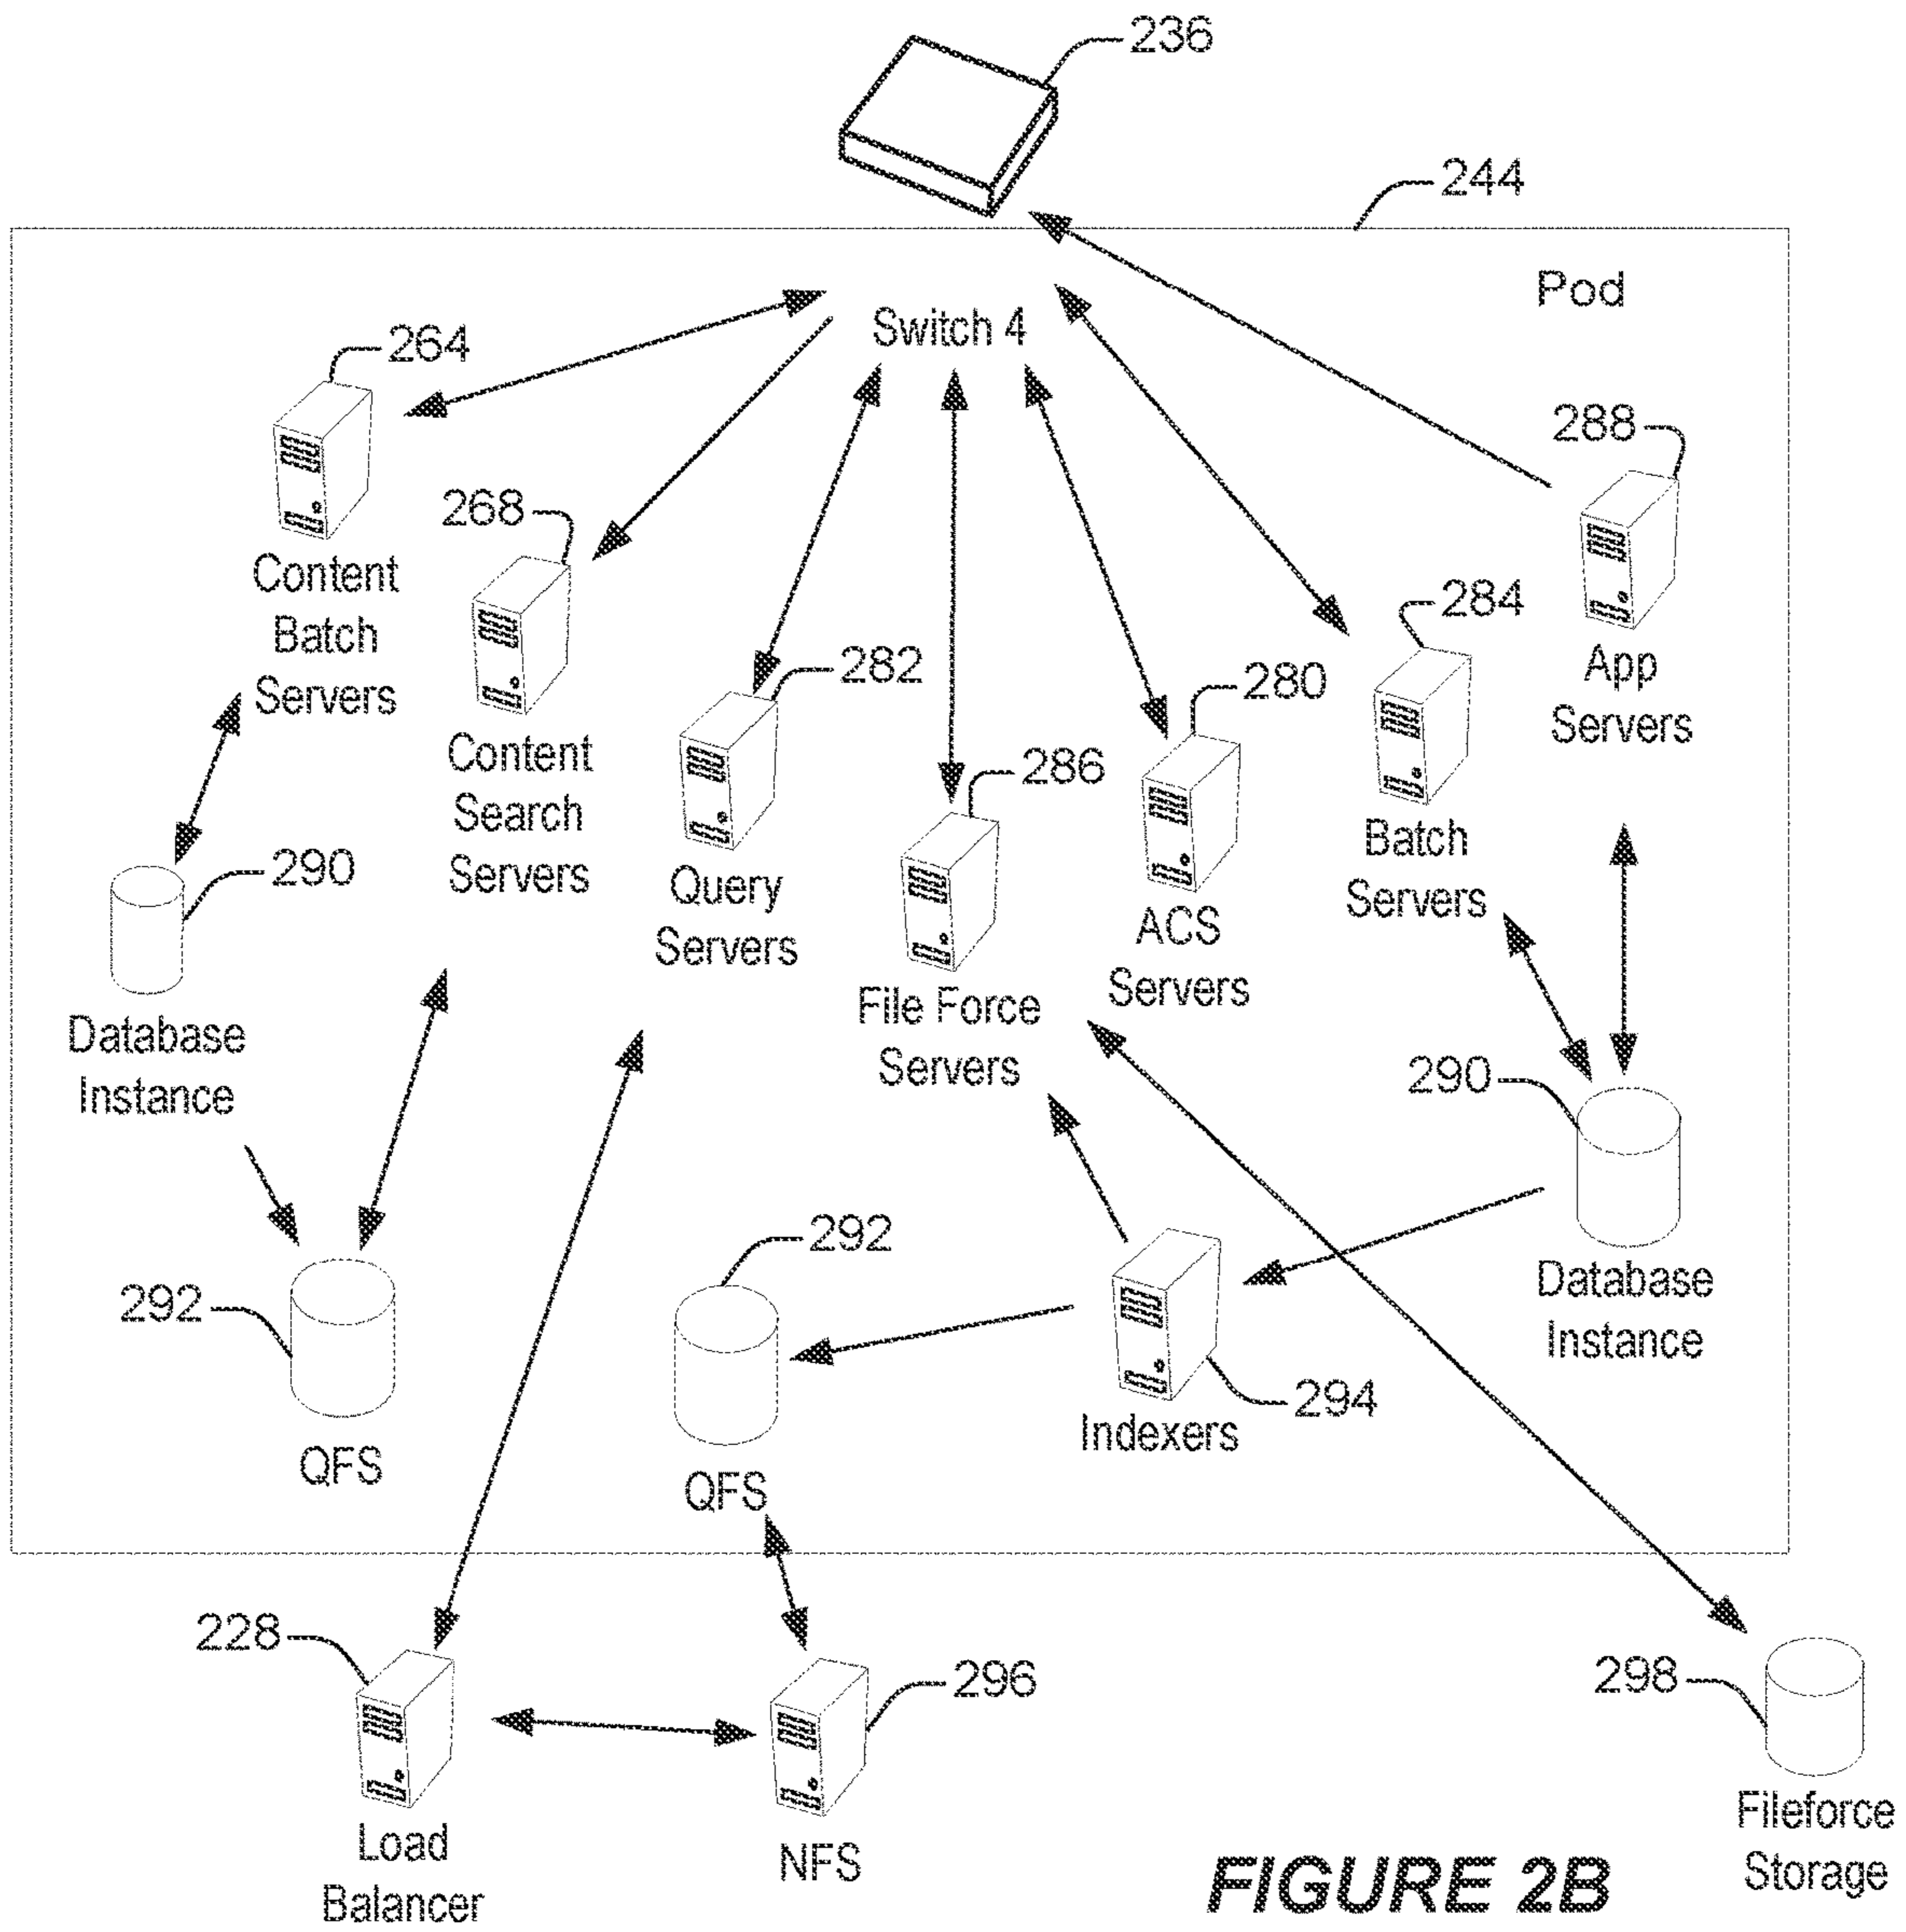 236
244
Pod
Switch 4
264
Content
Batch
Servers
268
Content
Search
Servers
288
App
Servers
284
Batch
Servers
282
Query
Servers
280
ACS
Servers
286
File Force
Servers
290
Database
Instance
290
Database
Instance
292
QFS
292
QFS
294
Indexers
228
Load
Balancer
296
NFS
298
Fileforce
Storage
FIGURE 2B